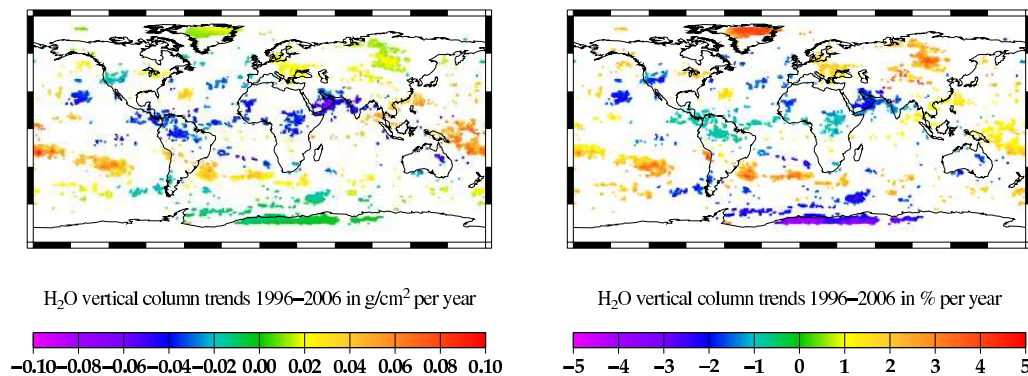 H₂O vertical column trends 1996–2006 in g/cm² per year
−0.10 −0.08 −0.06 −0.04 −0.02 0.00 0.02 0.04 0.06 0.08 0.10
H₂O vertical column trends 1996–2006 in % per year
−5 −4 −3 −2 −1 0 1 2 3 4 5